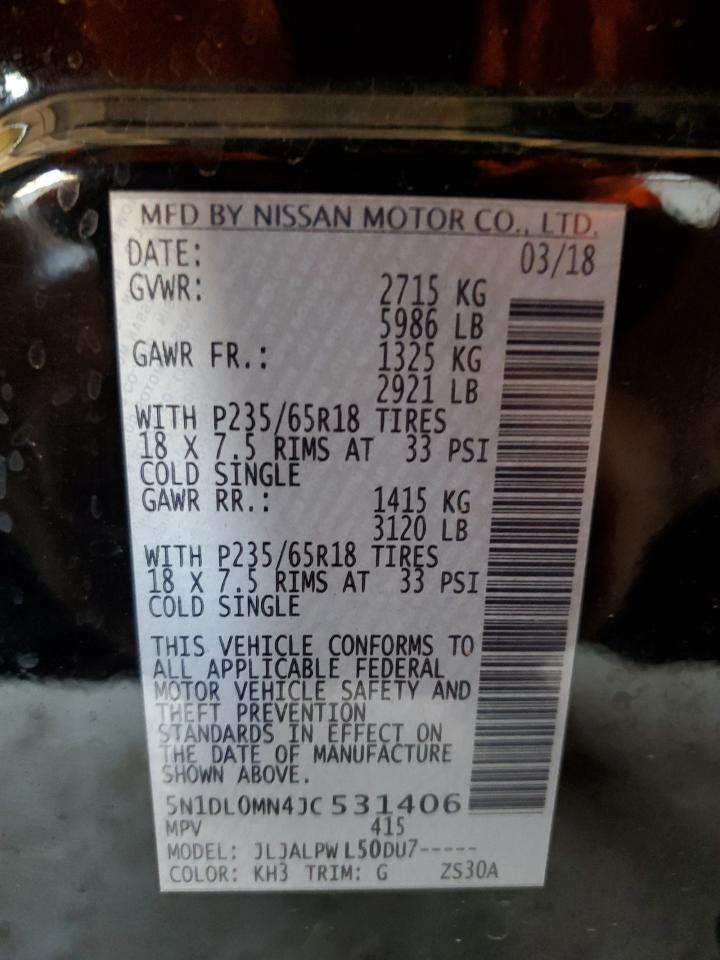 MFD BY NISSAN MOTOR CO., LTD.
DATE: 03/18
GVWR: 2715 KG
5986 LB
GAWR FR.: 1325 KG
2921 LB
WITH P235/65R18 TIRES
18 X 7.5 RIMS AT 33 PSI
COLD SINGLE
GAWR RR.: 1415 KG
3120 LB
WITH P235/65R18 TIRES
18 X 7.5 RIMS AT 33 PSI
COLD SINGLE
THIS VEHICLE CONFORMS TO
ALL APPLICABLE FEDERAL
MOTOR VEHICLE SAFETY AND
THEFT PREVENTION
STANDARDS IN EFFECT ON
THE DATE OF MANUFACTURE
SHOWN ABOVE.
5N1DL0MN4JC531406
MPV 415
MODEL: JLJALPWL50DU7-----
COLOR: KH3 TRIM: G ZS30A